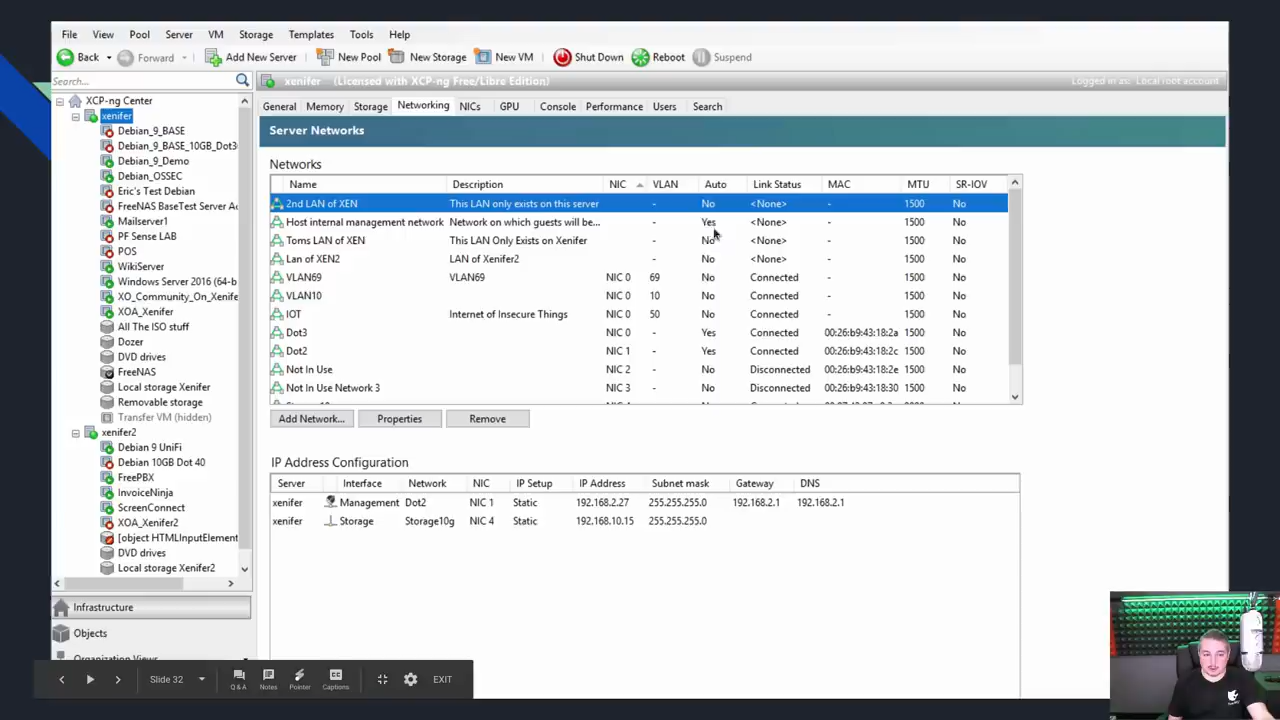 File View Pool Server VM Storage Templates Tools Help
Back Forward Add New Server New Pool New Storage New VM Shut Down Reboot Suspend
Search... xenifer (Licensed with XCP-ng Free/Libre Edition) Logged in as: Local root account
XCP-ng Center
xenifer
Debian_9_BASE
Debian_9_BASE_10GB_Dot3
Debian_9_Demo
Debian_OSSEC
Eric's Test Debian
FreeNAS BaseTest Server Ac
Mailserver1
PF Sense LAB
POS
WikiServer
Windows Server 2016 (64-b
XO_Community_On_Xenife
XOA_Xenifer
All The ISO stuff
Dozer
DVD drives
FreeNAS
Local storage Xenifer
Removable storage
Transfer VM (hidden)
xenifer2
Debian 9 UniFi
Debian 10GB Dot 40
FreePBX
InvoiceNinja
ScreenConnect
XOA_Xenifer2
[object HTMLInputElement
DVD drives
Local storage Xenifer2
Infrastructure
Objects
Organization Views
General Memory Storage Networking NICs GPU Console Performance Users Search
Server Networks
Networks
Name Description NIC VLAN Auto Link Status MAC MTU SR-IOV
2nd LAN of XEN This LAN only exists on this server - No <None> - 1500 No
Host internal management network Network on which guests will be... - Yes <None> - 1500 No
Toms LAN of XEN This LAN Only Exists on Xenifer - No <None> - 1500 No
Lan of XEN2 LAN of Xenifer2 - No <None> - 1500 No
VLAN69 VLAN69 NIC 0 69 No Connected - 1500 No
VLAN10 NIC 0 10 No Connected - 1500 No
IOT Internet of Insecure Things NIC 0 50 No Connected - 1500 No
Dot3 NIC 0 - Yes Connected 00:26:b9:43:18:2a 1500 No
Dot2 NIC 1 - Yes Connected 00:26:b9:43:18:2c 1500 No
Not In Use NIC 2 - No Disconnected 00:26:b9:43:18:2e 1500 No
Not In Use Network 3 NIC 3 - No Disconnected 00:26:b9:43:18:30 1500 No
Add Network... Properties Remove
IP Address Configuration
Server Interface Network NIC IP Setup IP Address Subnet mask Gateway DNS
xenifer Management Dot2 NIC 1 Static 192.168.2.27 255.255.255.0 192.168.2.1 192.168.2.1
xenifer Storage Storage10g NIC 4 Static 192.168.10.15 255.255.255.0
Slide 32 Q & A Notes Pointer Captions EXIT